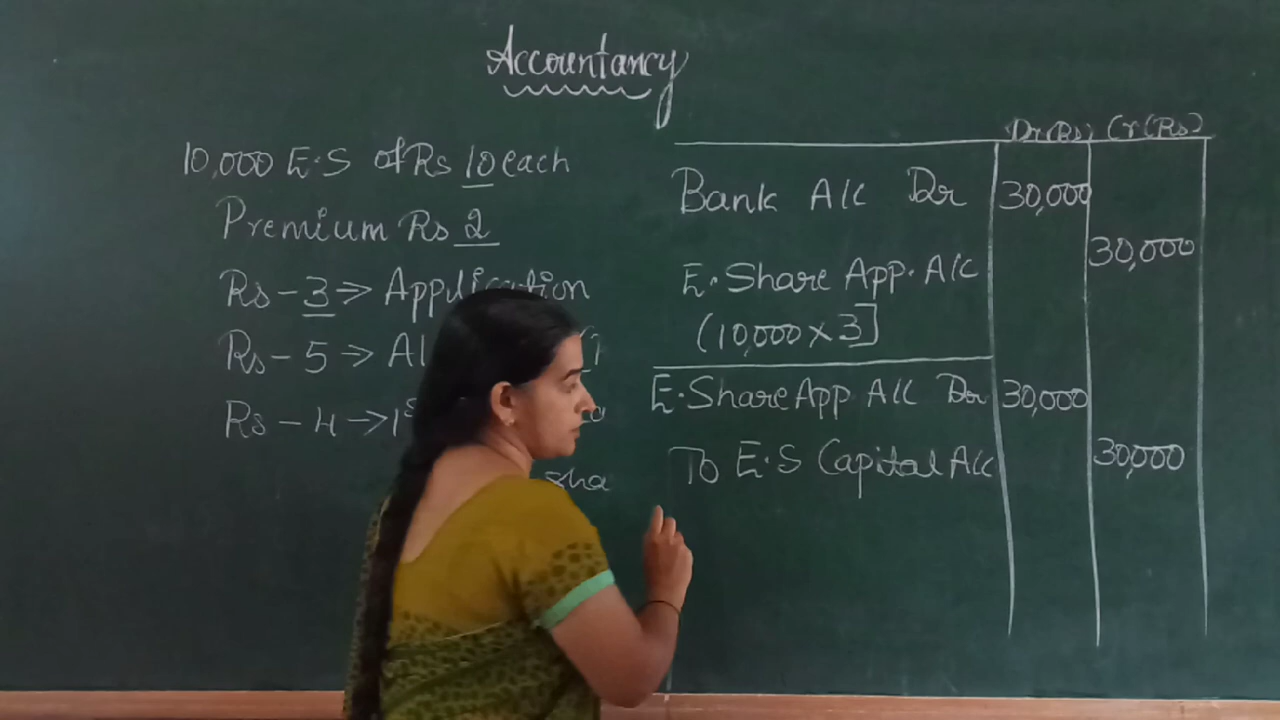 Accountancy
10,000 E.S of Rs 10 each
Premium Rs 2
Rs - 3 => Application
Rs - 5 => Al
Rs - 4 -> 1s
sha
Dr(Rs) Cr(Rs)
Bank A/c Dr 30,000
30,000
E.Share App. A/c
(10,000 x 3]
E.Share App A/c Dr 30,000
To E.S Capital A/c 30,000